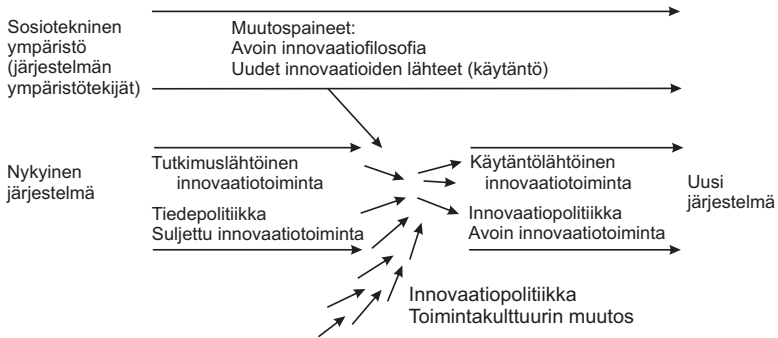 Sosiotekninen
ympäristö
(järjestelmän
ympäristötekijät)
Muutospaineet:
Avoin innovaatiofilosofia
Uudet innovaatioiden lähteet (käytäntö)
Nykyinen
järjestelmä
Tutkimuslähtöinen
innovaatiotoiminta
Tiedepolitiikka
Suljettu innovaatiotoiminta
Käytäntölähtöinen
innovaatiotoiminta
Innovaatiopolitiikka
Avoin innovaatiotoiminta
Uusi
järjestelmä
Innovaatiopolitiikka
Toimintakulttuurin muutos